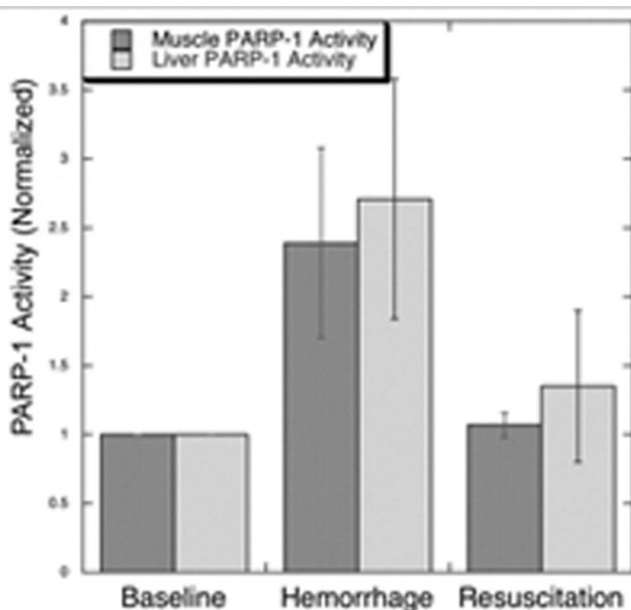 4
Muscle PARP-1 Activity
Liver PARP-1 Activity
3.5
3
2.5
2
1.5
1
0.5
0
PARP-1 Activity (Normalized)
Baseline Hemorrhage Resuscitation